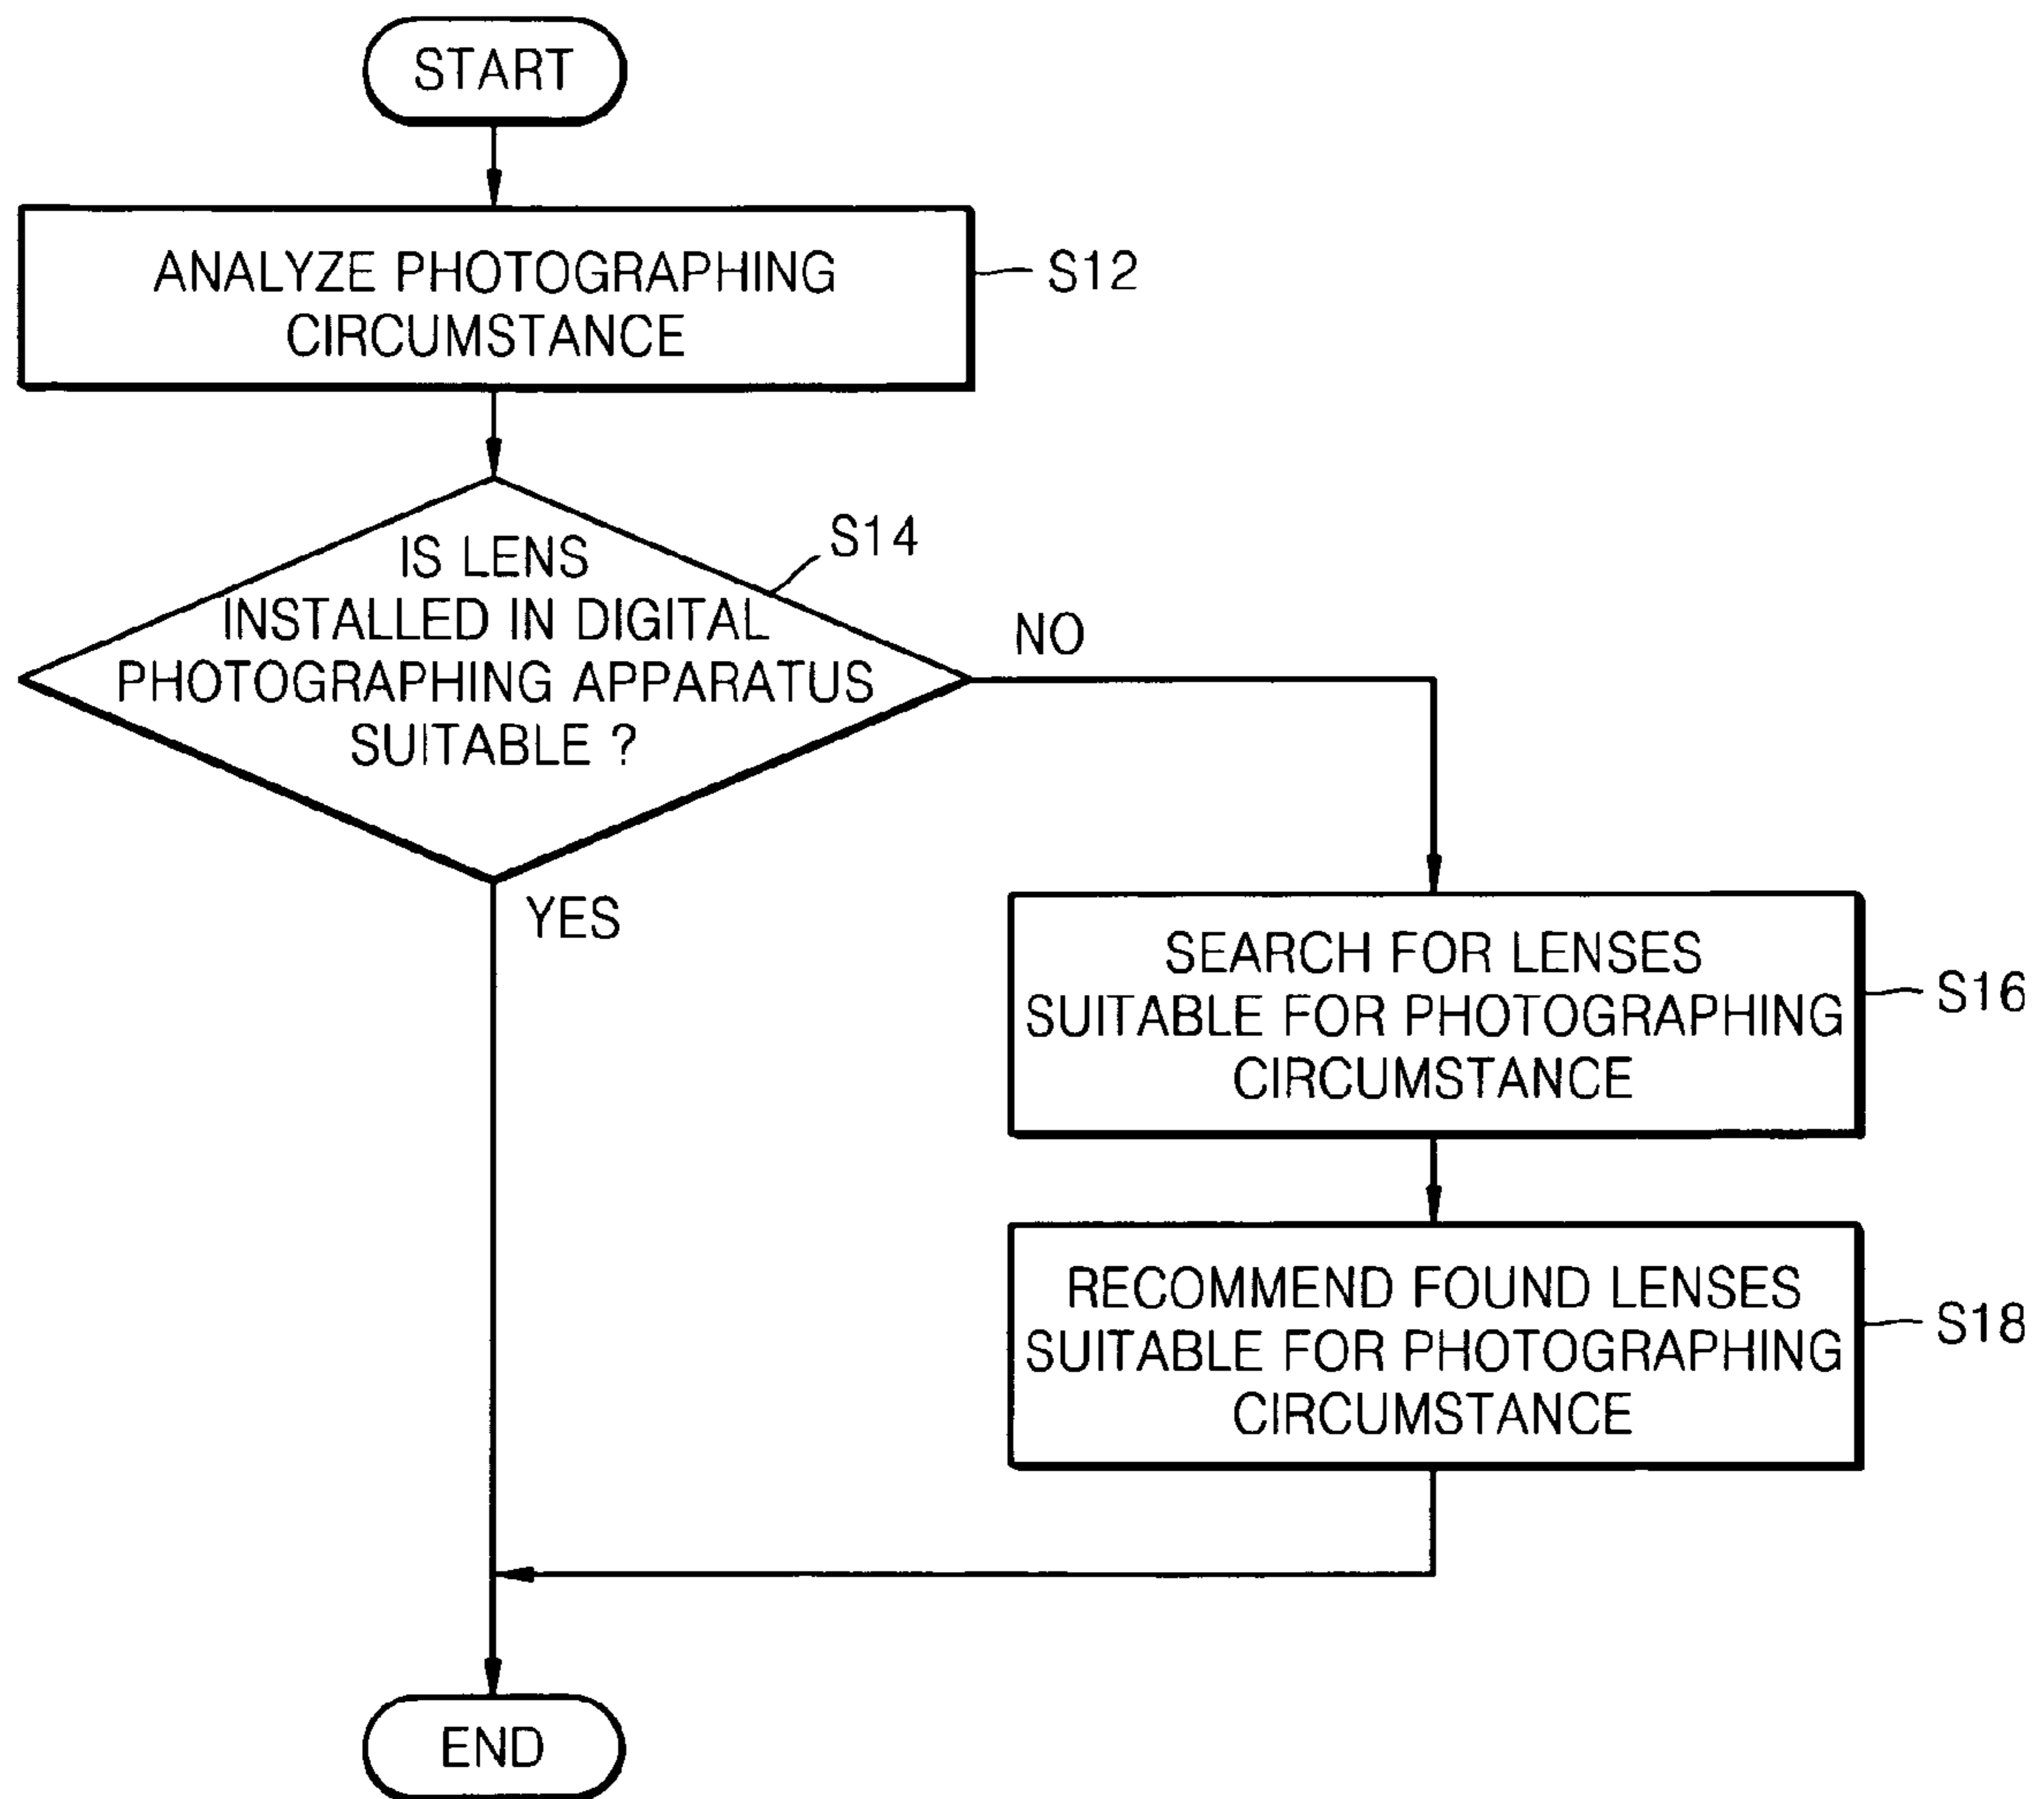 START
ANALYZE PHOTOGRAPHING
CIRCUMSTANCE
S12
S14
IS LENS
INSTALLED IN DIGITAL
PHOTOGRAPHING APPARATUS
SUITABLE ?
NO
YES
SEARCH FOR LENSES
SUITABLE FOR PHOTOGRAPHING
CIRCUMSTANCE
S16
RECOMMEND FOUND LENSES
SUITABLE FOR PHOTOGRAPHING
CIRCUMSTANCE
S18
END